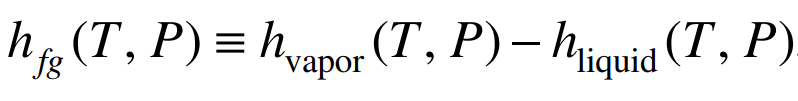 h_fg (T, P) ≡ h_vapor (T, P) – h_liquid (T, P)